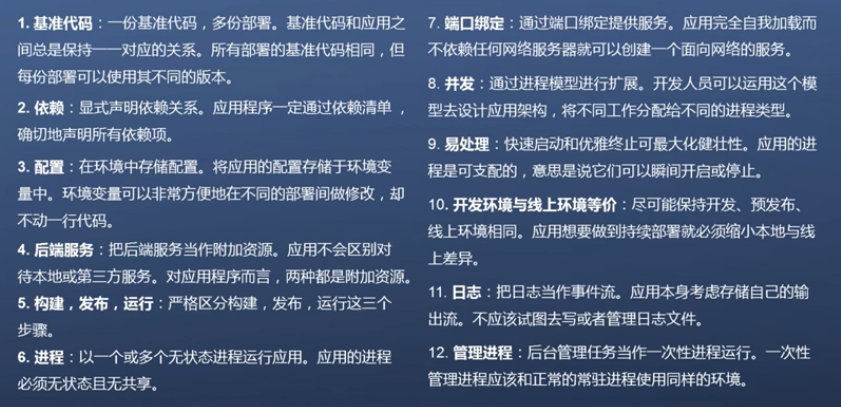 1. 基准代码：一份基准代码，多份部署。基准代码和应用之
间总是保持一一对应的关系。所有部署的基准代码相同，但
每份部署可以使用其不同的版本。
2. 依赖：显式声明依赖关系。应用程序一定通过依赖清单，
确切地声明所有依赖项。
3. 配置：在环境中存储配置。将应用的配置存储于环境变
量中。环境变量可以非常方便地在不同的部署间做修改，却
不动一行代码。
4. 后端服务：把后端服务当作附加资源。应用不会区别对
待本地或第三方服务。对应用程序而言，两种都是附加资源。
5. 构建，发布，运行：严格区分构建，发布，运行这三个
步骤。
6. 进程：以一个或多个无状态进程运行应用。应用的进程
必须无状态且无共享。
7. 端口绑定：通过端口绑定提供服务。应用完全自我加载而
不依赖任何网络服务器就可以创建一个面向网络的服务。
8. 并发：通过进程模型进行扩展。开发人员可以运用这个模
型去设计应用架构，将不同工作分配给不同的进程类型。
9. 易处理：快速启动和优雅终止可最大化健壮性。应用的进
程是可支配的，意思是说它们可以瞬间开启或停止。
10. 开发环境与线上环境等价：尽可能保持开发、预发布、
线上环境相同。应用想要做到持续部署就必须缩小本地与线
上差异。
11. 日志：把日志当作事件流。应用本身考虑存储自己的输
出流。不应该试图去写或者管理日志文件。
12. 管理进程：后台管理任务当作一次性进程运行。一次性
管理进程应该和正常的常驻进程使用同样的环境。